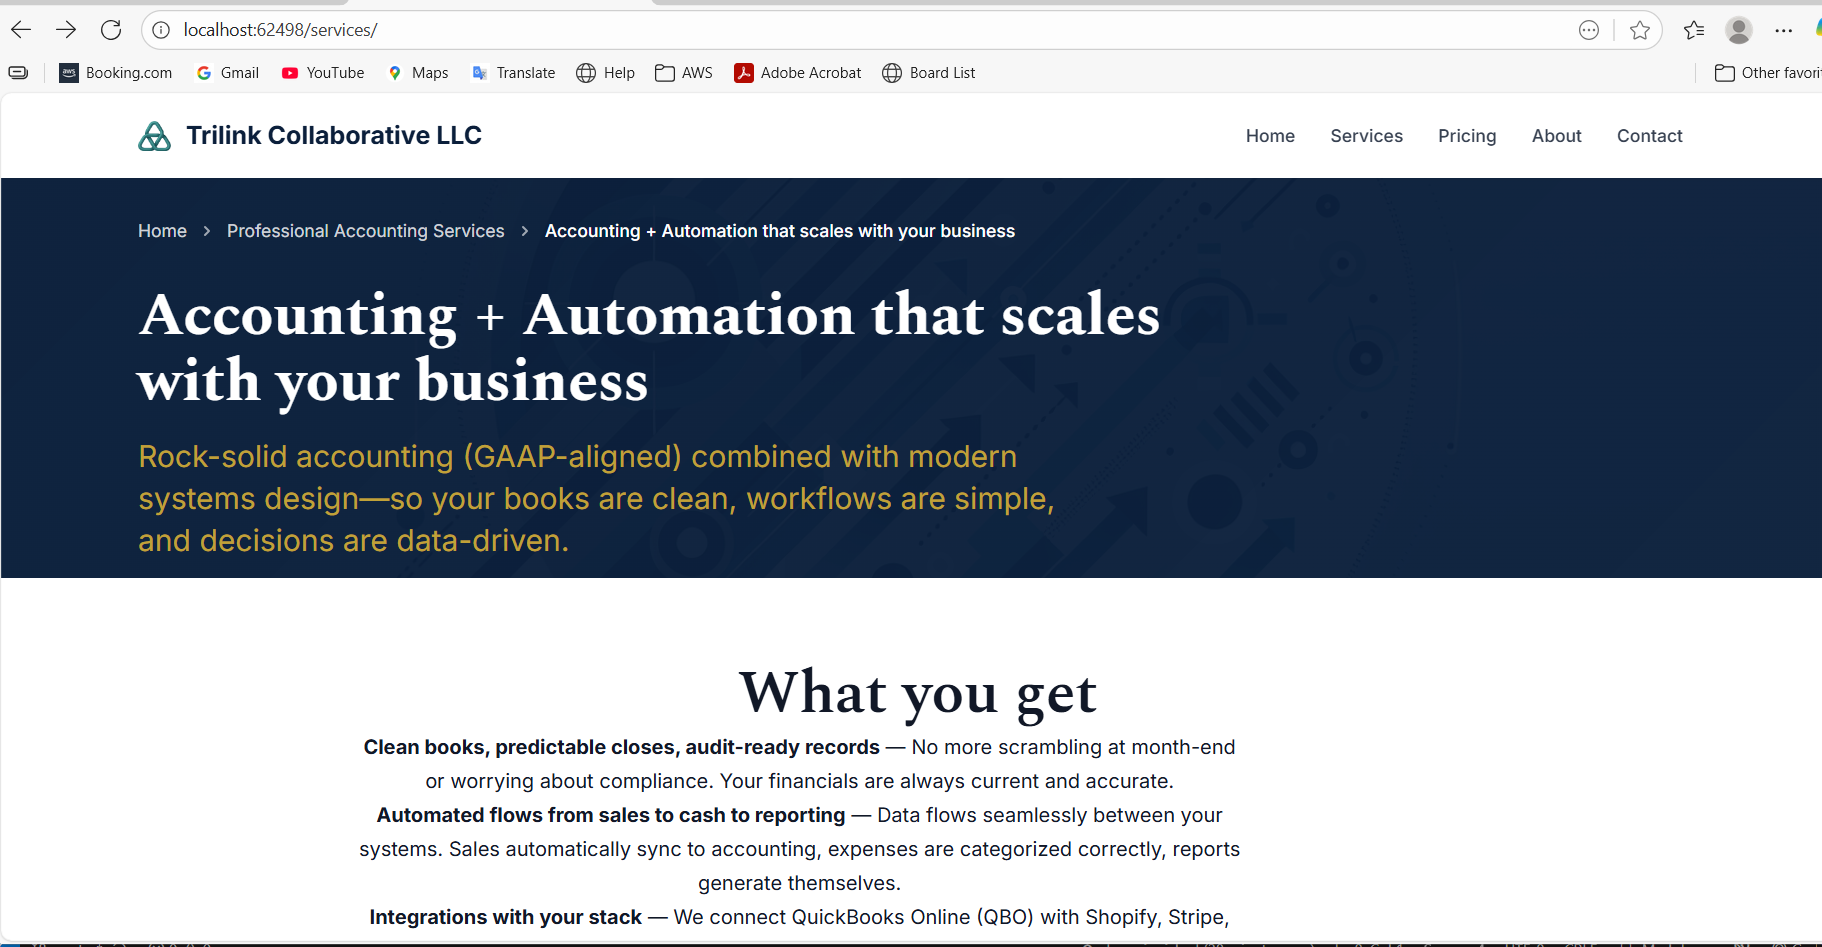 localhost:62498/services/
Booking.com Gmail YouTube Maps Translate Help AWS Adobe Acrobat Board List Other favori
Trilink Collaborative LLC
Home Services Pricing About Contact
Home > Professional Accounting Services > Accounting + Automation that scales with your business
Accounting + Automation that scales
with your business
Rock-solid accounting (GAAP-aligned) combined with modern
systems design—so your books are clean, workflows are simple,
and decisions are data-driven.
What you get
Clean books, predictable closes, audit-ready records — No more scrambling at month-end
or worrying about compliance. Your financials are always current and accurate.
Automated flows from sales to cash to reporting — Data flows seamlessly between your
systems. Sales automatically sync to accounting, expenses are categorized correctly, reports
generate themselves.
Integrations with your stack — We connect QuickBooks Online (QBO) with Shopify, Stripe,